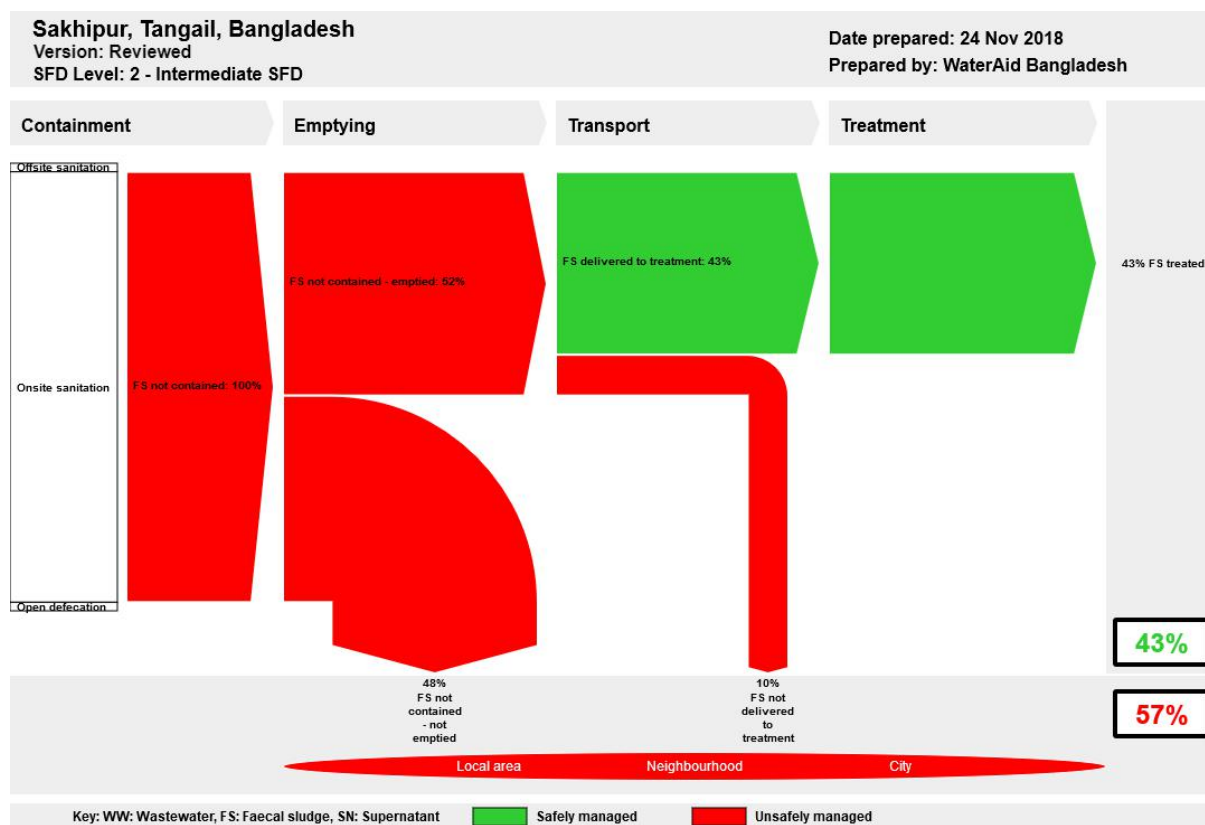 Sakhipur, Tangail, Bangladesh
Version: Reviewed
SFD Level: 2 - Intermediate SFD
Date prepared: 24 Nov 2018
Prepared by: WaterAid Bangladesh
Containment
Emptying
Transport
Treatment
Offsite sanitation
FS not contained - emptied: 52%
FS delivered to treatment: 43%
43% FS treated
Onsite sanitation
FS not contained: 100%
Open defecation
43%
48%
FS not
contained
- not
emptied
10%
FS not
delivered
to
treatment
57%
Local area
Neighbourhood
City
Key: WW: Wastewater, FS: Faecal sludge, SN: Supernatant
Safely managed
Unsafely managed